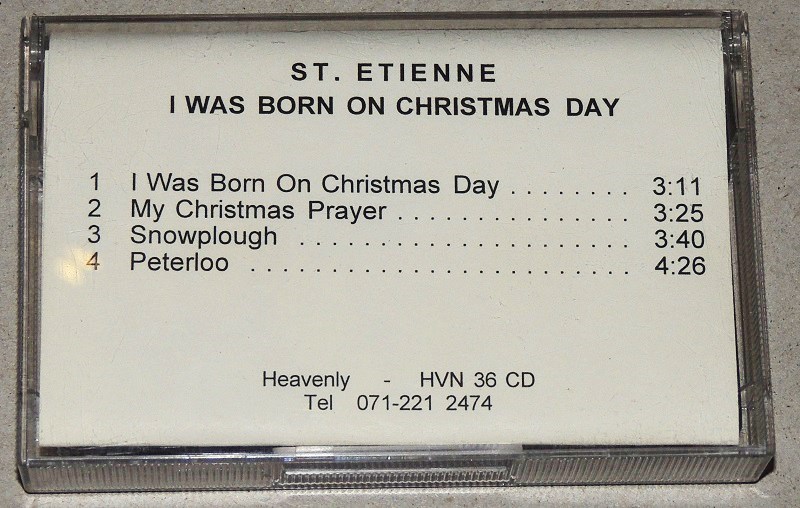 ST. ETIENNE
I WAS BORN ON CHRISTMAS DAY
1 I Was Born On Christmas Day ........ 3:11
2 My Christmas Prayer ............... 3:25
3 Snowplough ..................... 3:40
4 Peterloo ........................ 4:26
Heavenly - HVN 36 CD
Tel 071-221 2474